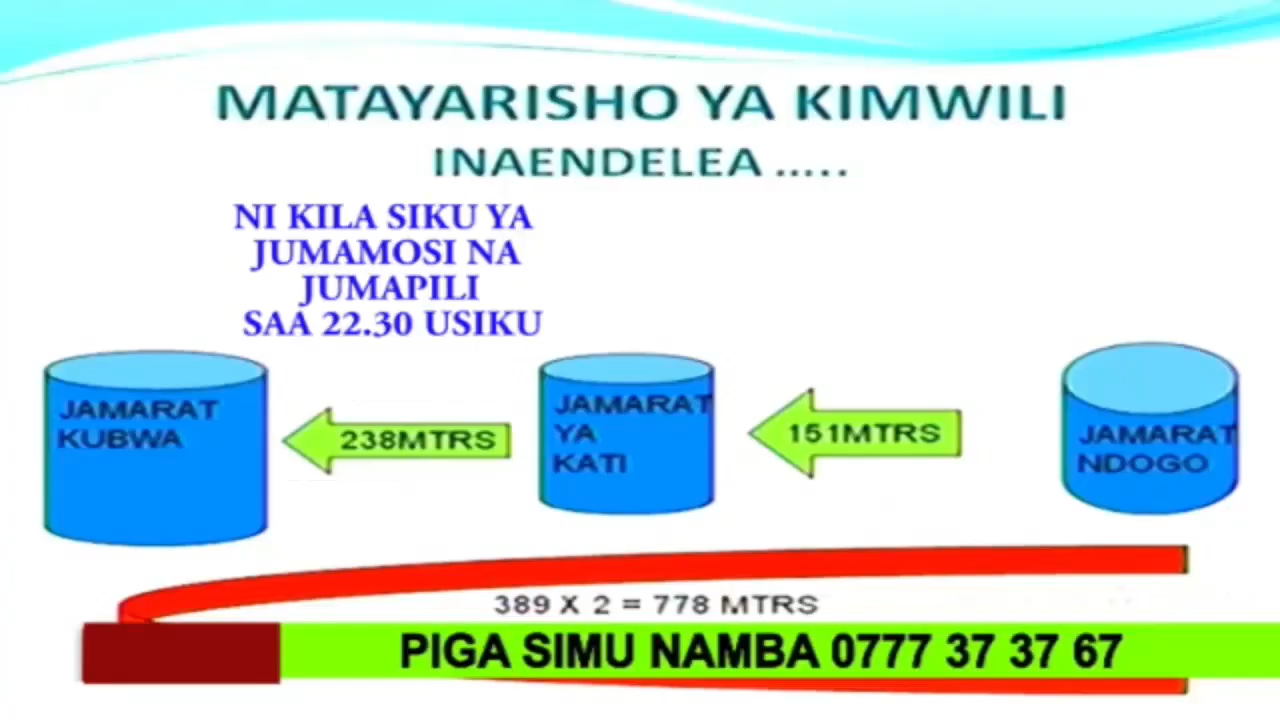 MATAYARISHO YA KIMWILI
INAENDELEA .....
NI KILA SIKU YA
JUMAMOSI NA
JUMAPILI
SAA 22.30 USIKU
JAMARAT
KUBWA
238MTRS
JAMARAT
YA
KATI
151MTRS
JAMARAT
NDOGO
389 X 2 = 778 MTRS
PIGA SIMU NAMBA 0777 37 37 67